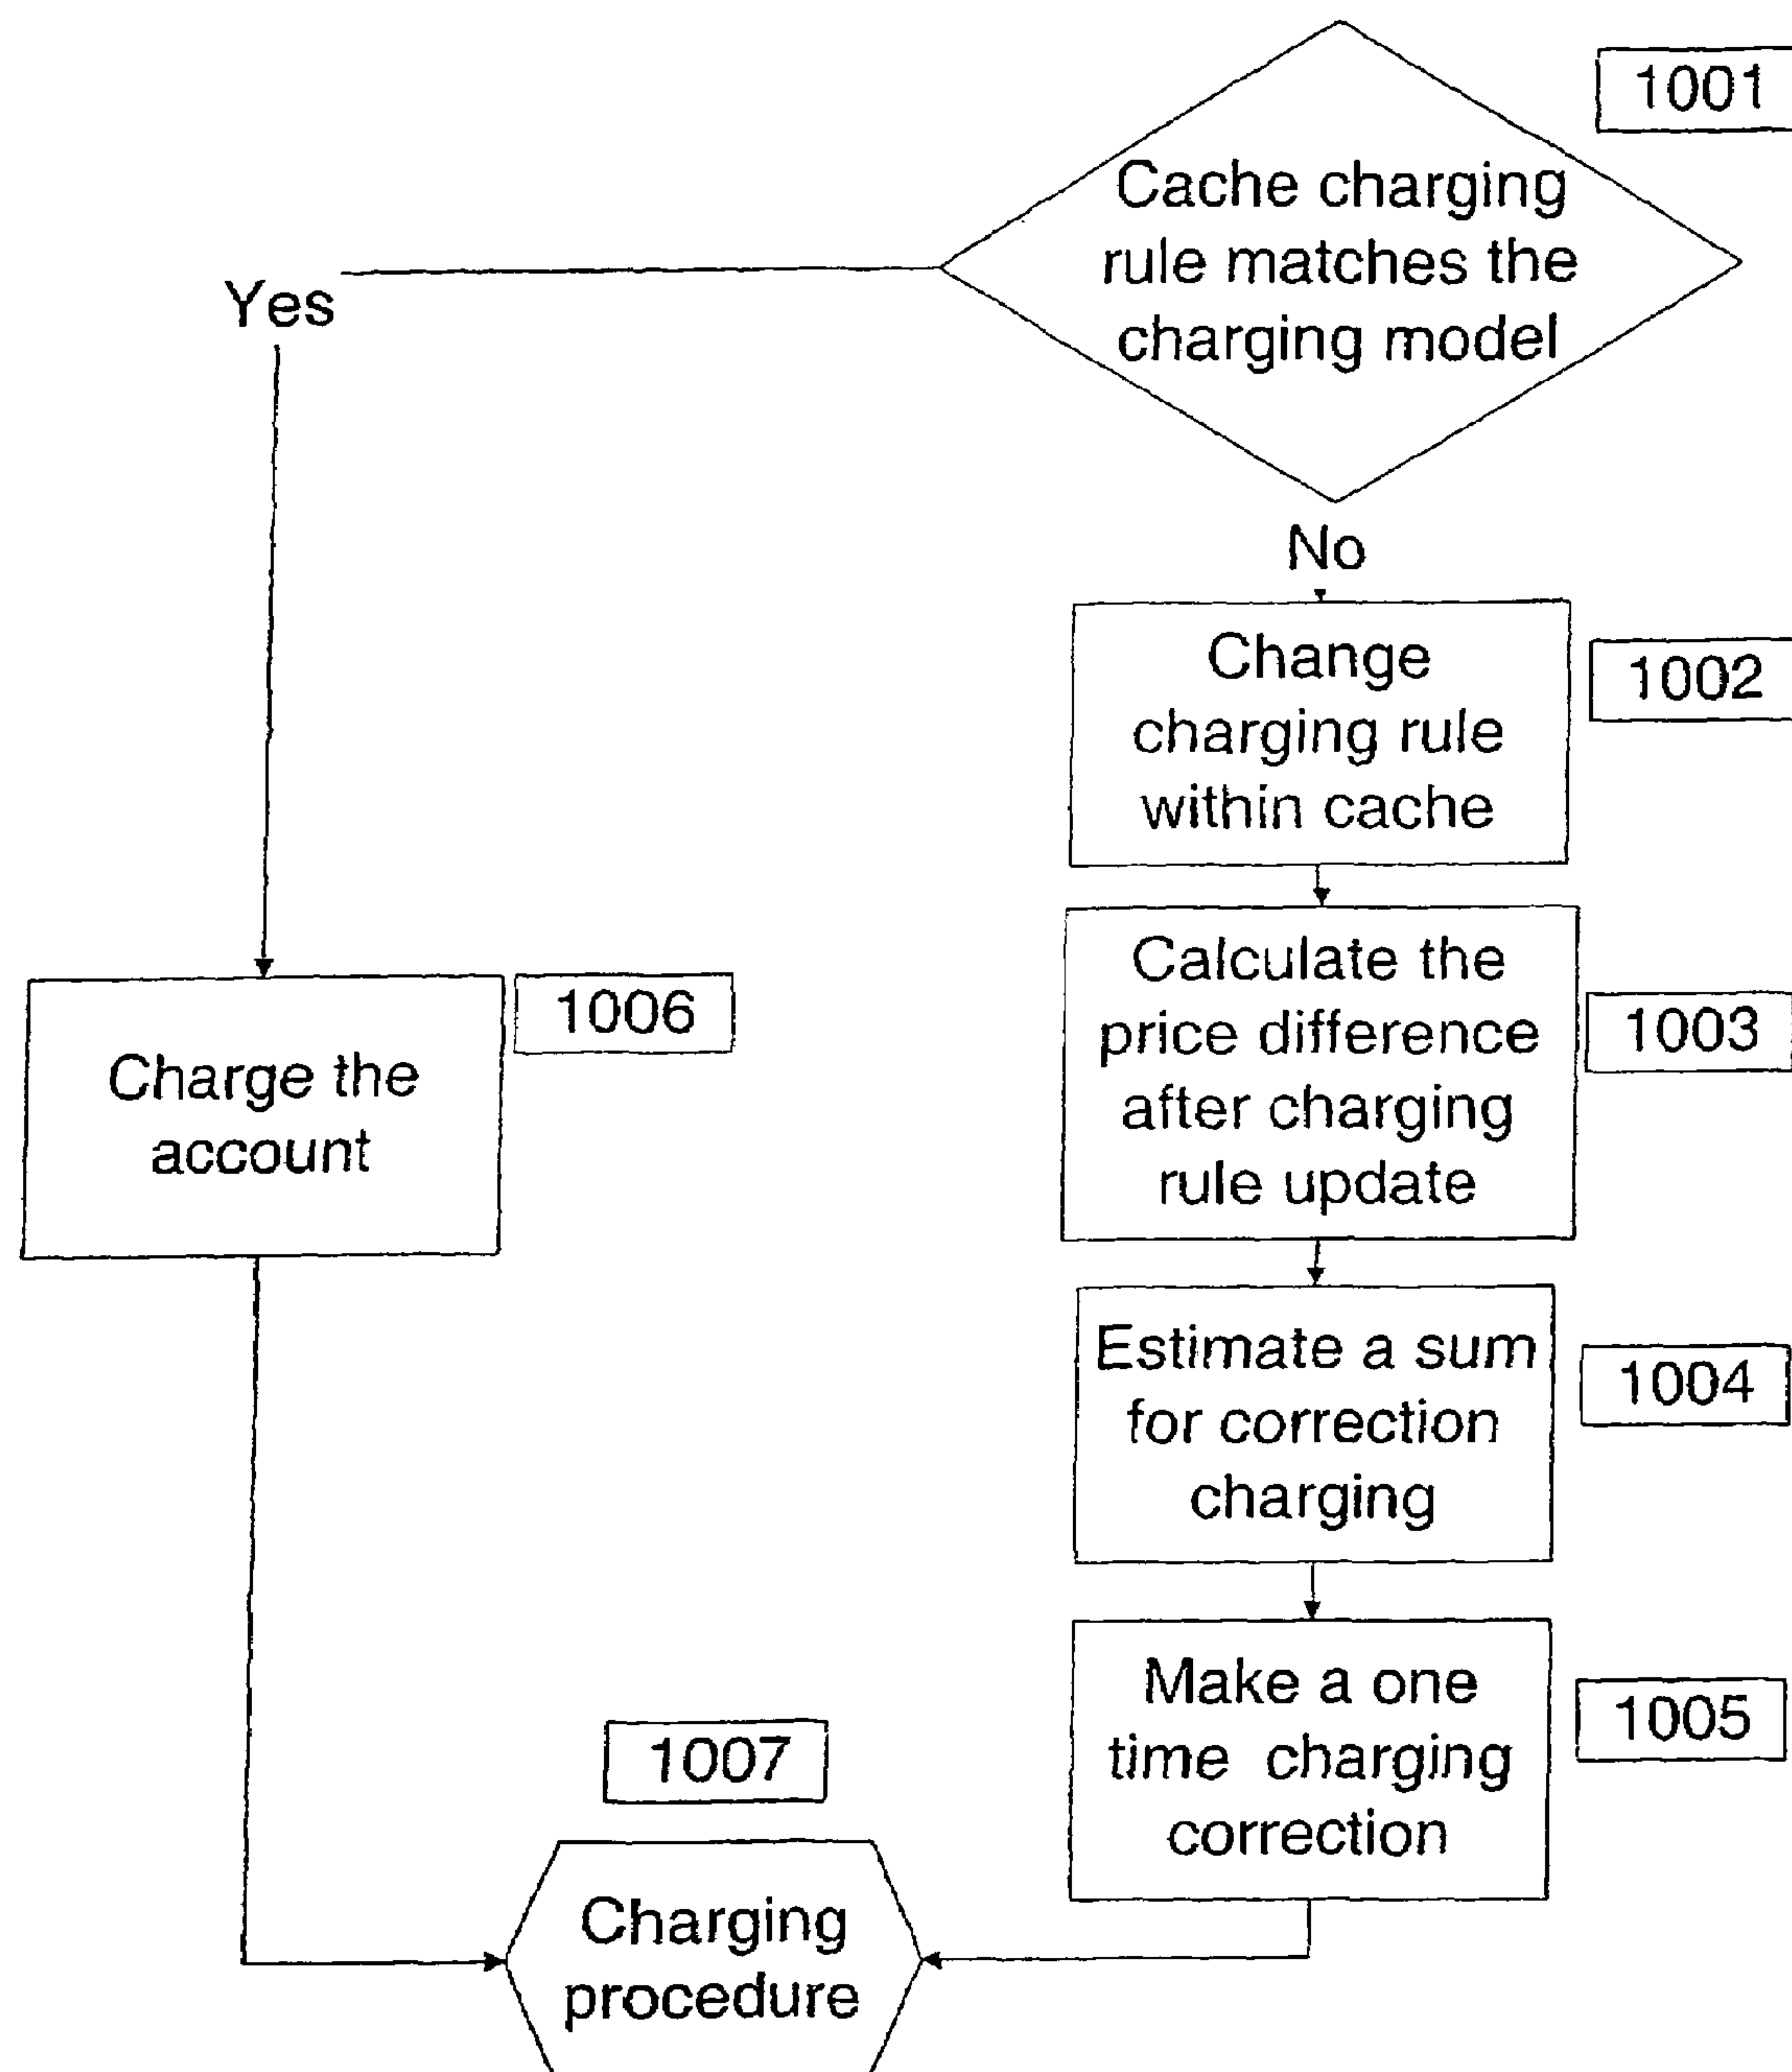 1001
Cache charging
rule matches the
charging model
Yes
No
Change
charging rule
within cache
1002
Calculate the
price difference
after charging
rule update
1003
1006
Charge the
account
Estimate a sum
for correction
charging
1004
Make a one
time charging
correction
1005
1007
Charging
procedure